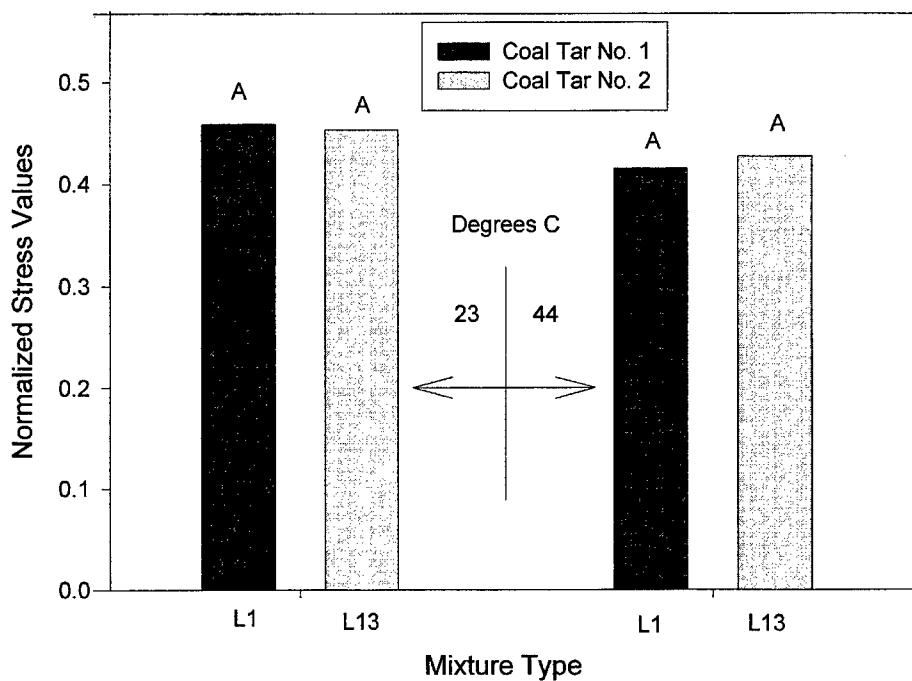 Coal Tar No. 1
Coal Tar No. 2
Normalized Stress Values
0.5
0.4
0.3
0.2
0.1
0.0
A
A
A
A
Degrees C
23 44
L1 L13 L1 L13
Mixture Type